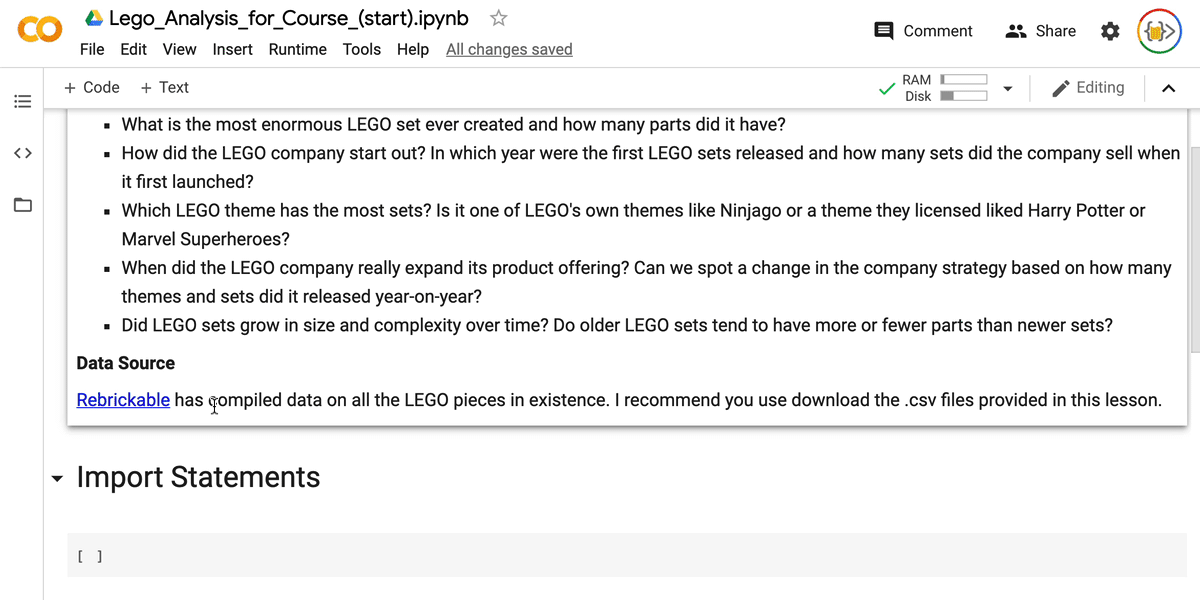 Lego_Analysis_for_Course_(start).ipynb
File Edit View Insert Runtime Tools Help All changes saved
Comment Share
+ Code + Text
RAM
Disk
Editing
What is the most enormous LEGO set ever created and how many parts did it have?
How did the LEGO company start out? In which year were the first LEGO sets released and how many sets did the company sell when
it first launched?
Which LEGO theme has the most sets? Is it one of LEGO's own themes like Ninjago or a theme they licensed liked Harry Potter or
Marvel Superheroes?
When did the LEGO company really expand its product offering? Can we spot a change in the company strategy based on how many
themes and sets did it released year-on-year?
Did LEGO sets grow in size and complexity over time? Do older LEGO sets tend to have more or fewer parts than newer sets?
Data Source
Rebrickable has compiled data on all the LEGO pieces in existence. I recommend you use download the .csv files provided in this lesson.
Import Statements
[ ]